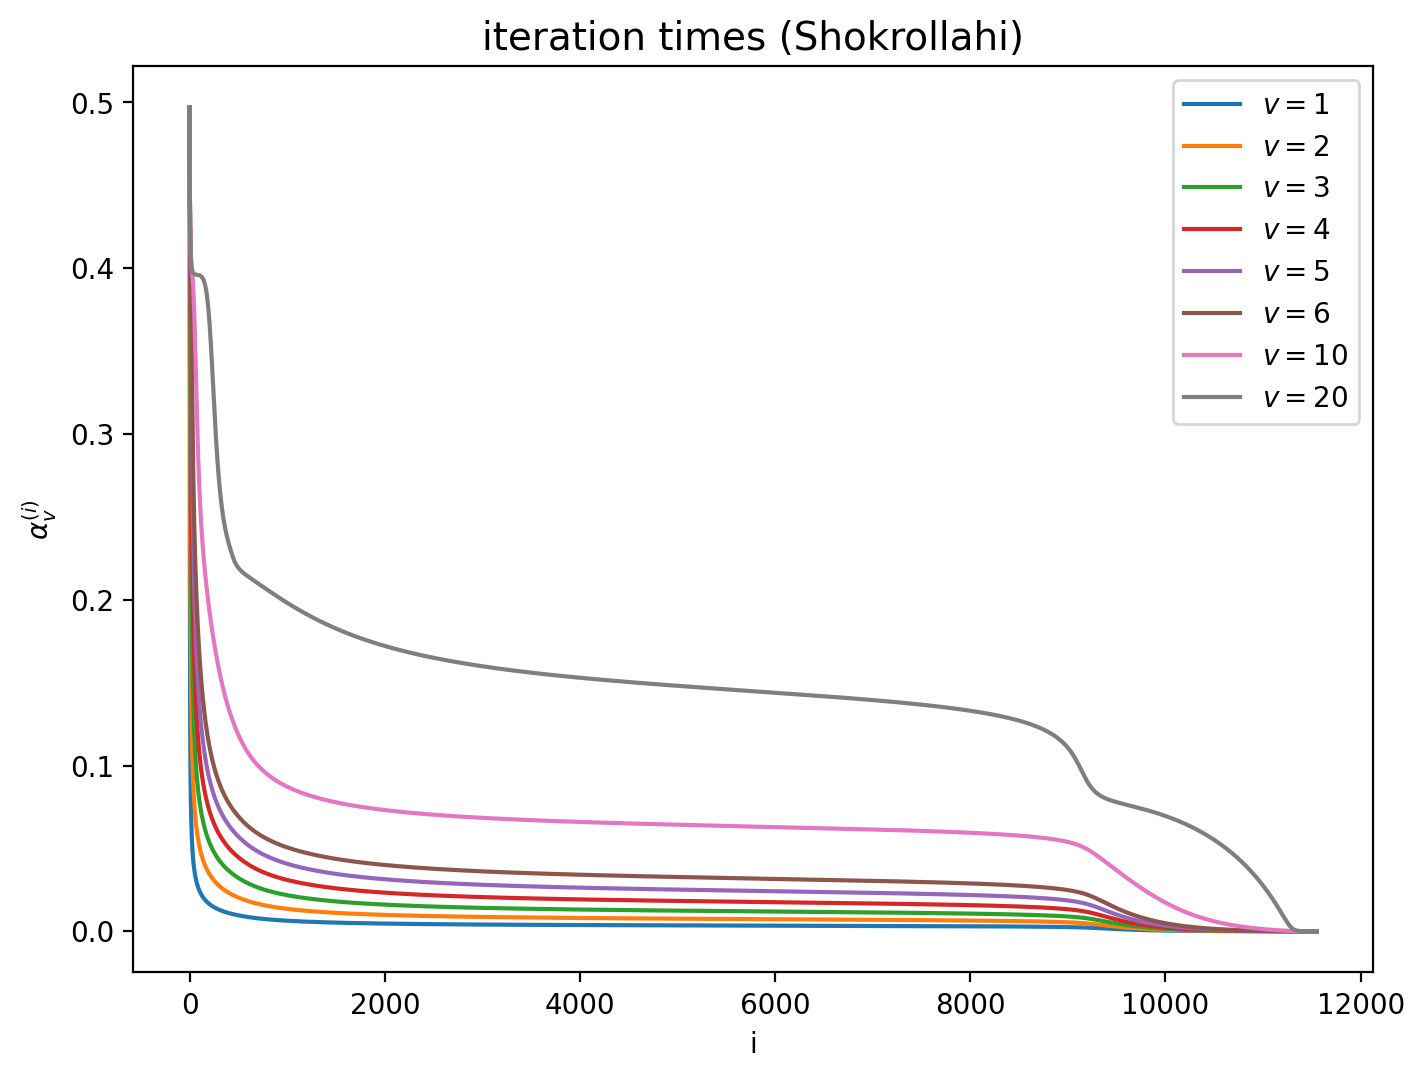 iteration times (Shokrollahi)
0.5
0.4
0.3
0.2
0.1
0.0
α_v^{(i)}
v = 1
v = 2
v = 3
v = 4
v = 5
v = 6
v = 10
v = 20
0 2000 4000 6000 8000 10000 12000
i